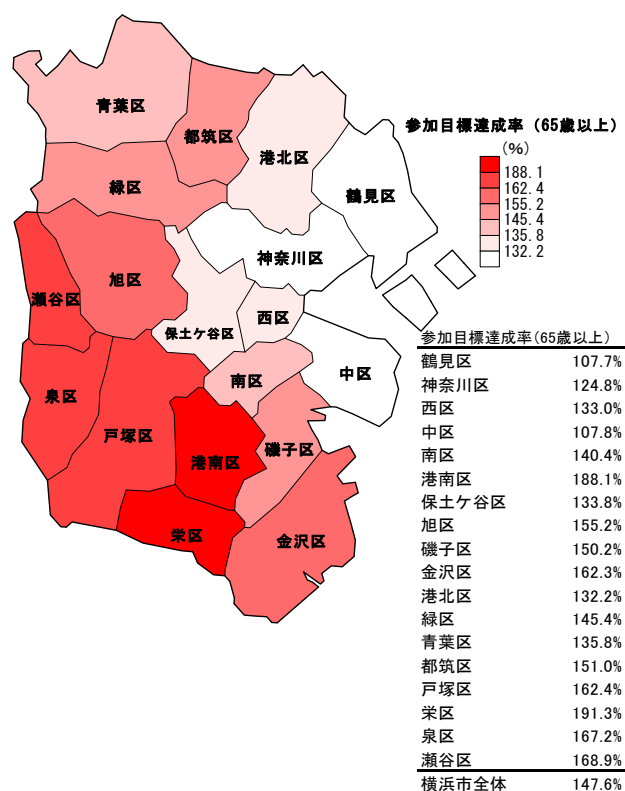 青葉区
都筑区
港北区
緑区
鶴見区
神奈川区
旭区
瀬谷区
保土ケ谷区
西区
中区
南区
泉区
戸塚区
港南区
磯子区
栄区
金沢区
参加目標達成率（65歳以上）
(％)
188.1
162.4
155.2
145.4
135.8
132.2
参加目標達成率(65歳以上)
鶴見区 107.7%
神奈川区 124.8%
西区 133.0%
中区 107.8%
南区 140.4%
港南区 188.1%
保土ケ谷区 133.8%
旭区 155.2%
磯子区 150.2%
金沢区 162.3%
港北区 132.2%
緑区 145.4%
青葉区 135.8%
都筑区 151.0%
戸塚区 162.4%
栄区 191.3%
泉区 167.2%
瀬谷区 168.9%
横浜市全体 147.6%